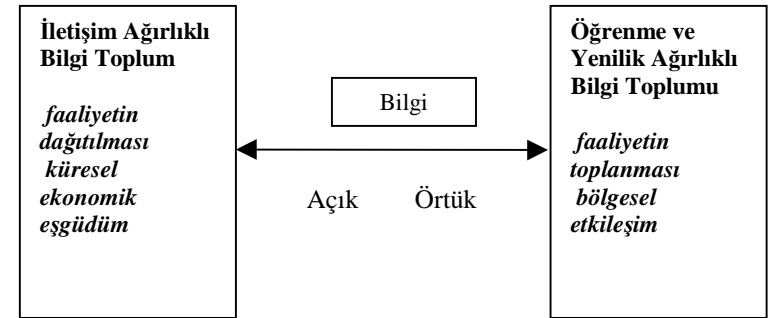 İletişim Ağırlıklı
Bilgi Toplum
faaliyetin
dağıtılması
küresel
ekonomik
eşgüdüm
Bilgi
Açık Örtük
Öğrenme ve
Yenilik Ağırlıklı
Bilgi Toplumu
faaliyetin
toplanması
bölgesel
etkileşim